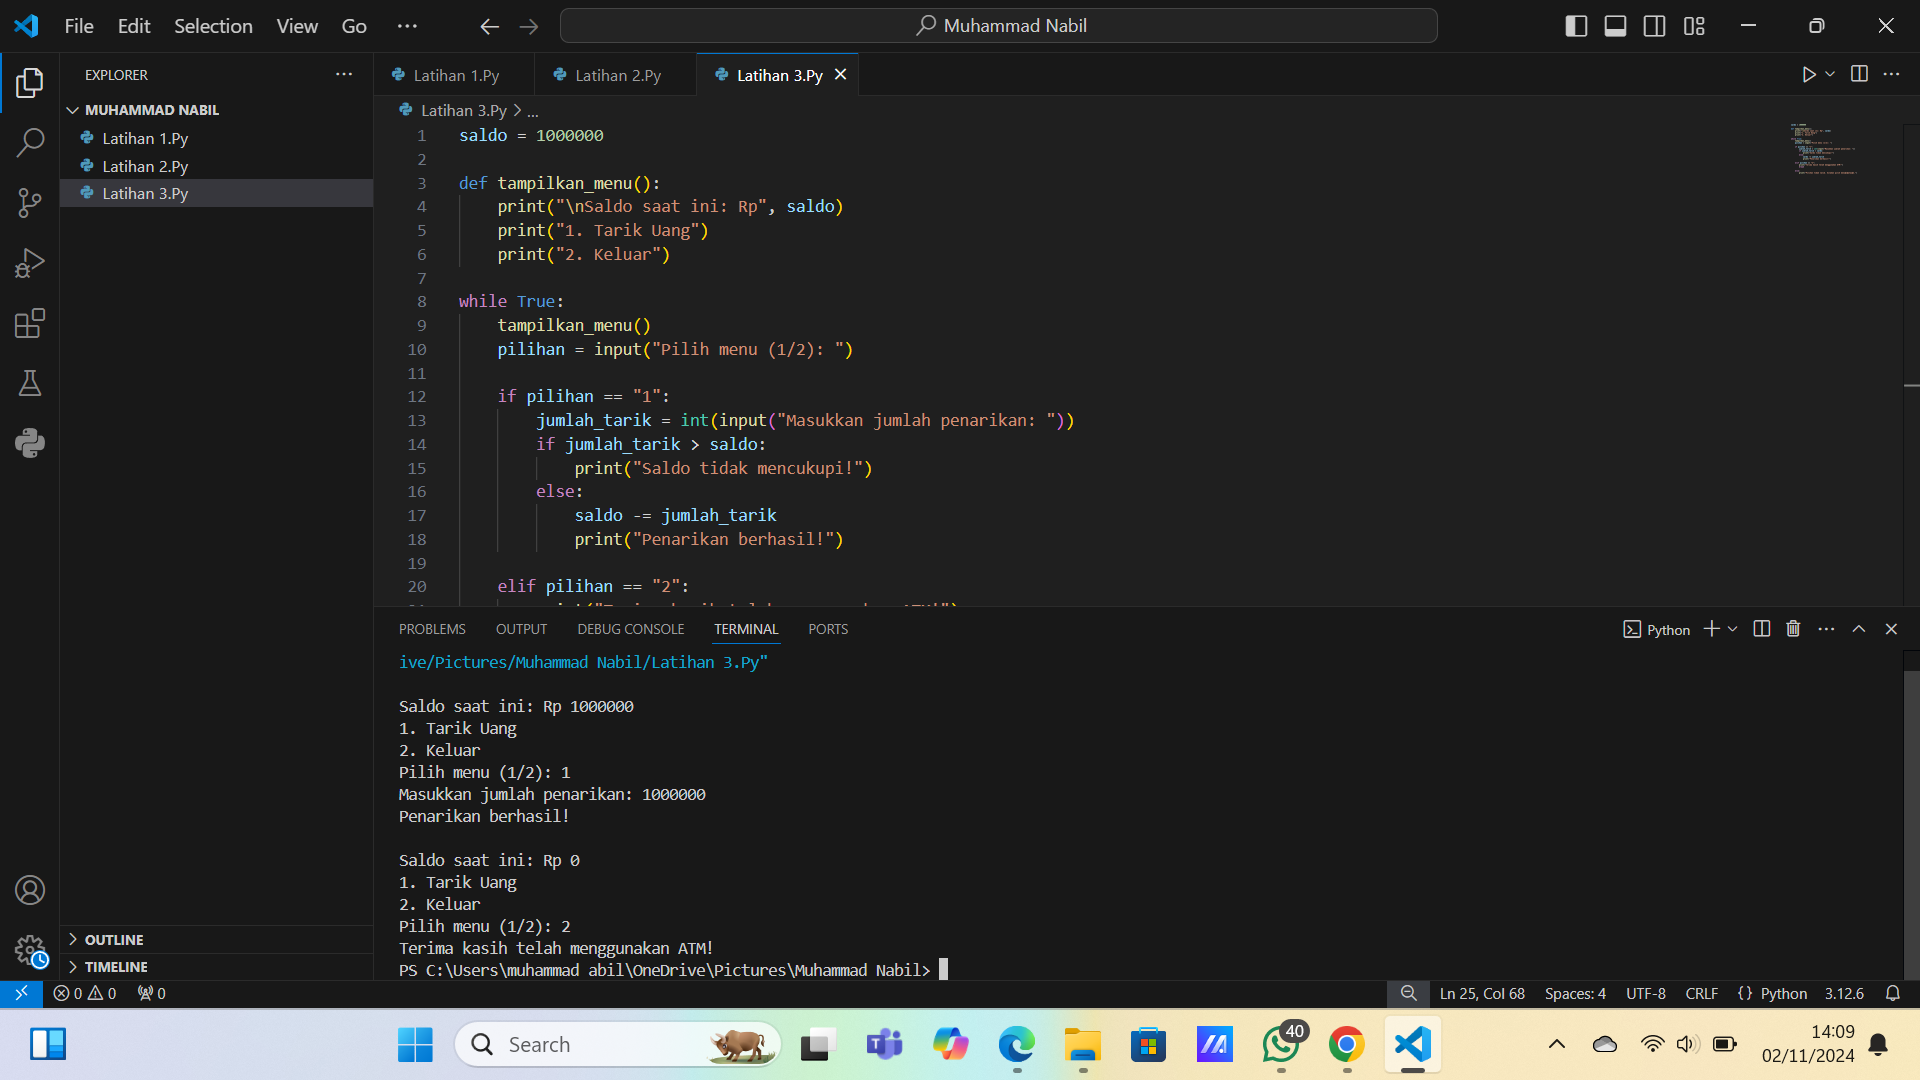 File Edit Selection View Go ...
Muhammad Nabil
EXPLORER
MUHAMMAD NABIL
Latihan 1.Py
Latihan 2.Py
Latihan 3.Py
OUTLINE
TIMELINE
Latihan 1.Py Latihan 2.Py Latihan 3.Py
Latihan 3.Py > ...
1 saldo = 1000000
2
3 def tampilkan_menu():
4     print("\nSaldo saat ini: Rp", saldo)
5     print("1. Tarik Uang")
6     print("2. Keluar")
7
8 while True:
9     tampilkan_menu()
10     pilihan = input("Pilih menu (1/2): ")
11
12     if pilihan == "1":
13         jumlah_tarik = int(input("Masukkan jumlah penarikan: "))
14         if jumlah_tarik > saldo:
15             print("Saldo tidak mencukupi!")
16         else:
17             saldo -= jumlah_tarik
18             print("Penarikan berhasil!")
19
20     elif pilihan == "2":
PROBLEMS OUTPUT DEBUG CONSOLE TERMINAL PORTS
Python
ive/Pictures/Muhammad Nabil/Latihan 3.Py"
Saldo saat ini: Rp 1000000
1. Tarik Uang
2. Keluar
Pilih menu (1/2): 1
Masukkan jumlah penarikan: 1000000
Penarikan berhasil!
Saldo saat ini: Rp 0
1. Tarik Uang
2. Keluar
Pilih menu (1/2): 2
Terima kasih telah menggunakan ATM!
PS C:\Users\muhammad abil\OneDrive\Pictures\Muhammad Nabil>
0 0 0
Ln 25, Col 68 Spaces: 4 UTF-8 CRLF {} Python 3.12.6
Search
40
14:09
02/11/2024